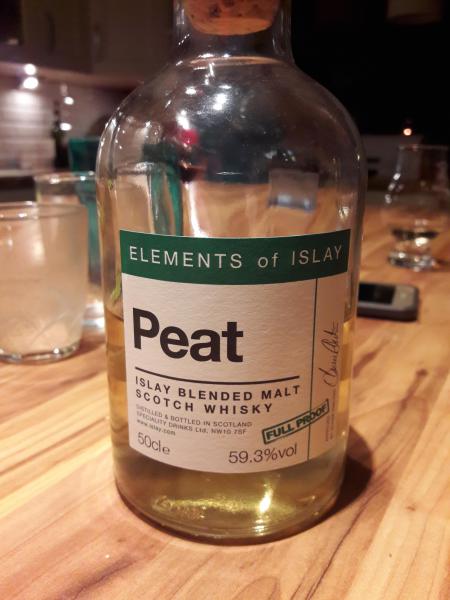 ELEMENTS of ISLAY
Peat
ISLAY BLENDED MALT
SCOTCH WHISKY
DISTILLED & BOTTLED IN SCOTLAND
SPECIALITY DRINKS Ltd, NW10 7SF
www.islay.com
FULL PROOF
50cl e
59.3%vol